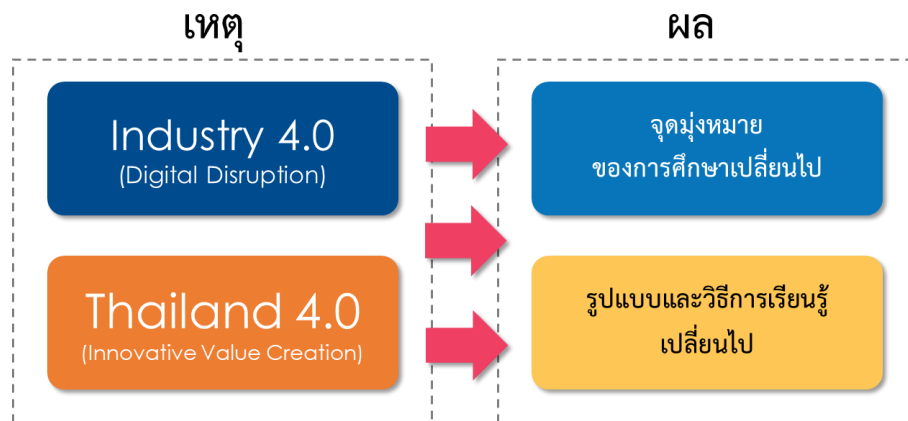 เหตุ
ผล
Industry 4.0
(Digital Disruption)
จุดมุ่งหมาย
ของการศึกษาเปลี่ยนไป
Thailand 4.0
(Innovative Value Creation)
รูปแบบและวิธีการเรียนรู้
เปลี่ยนไป